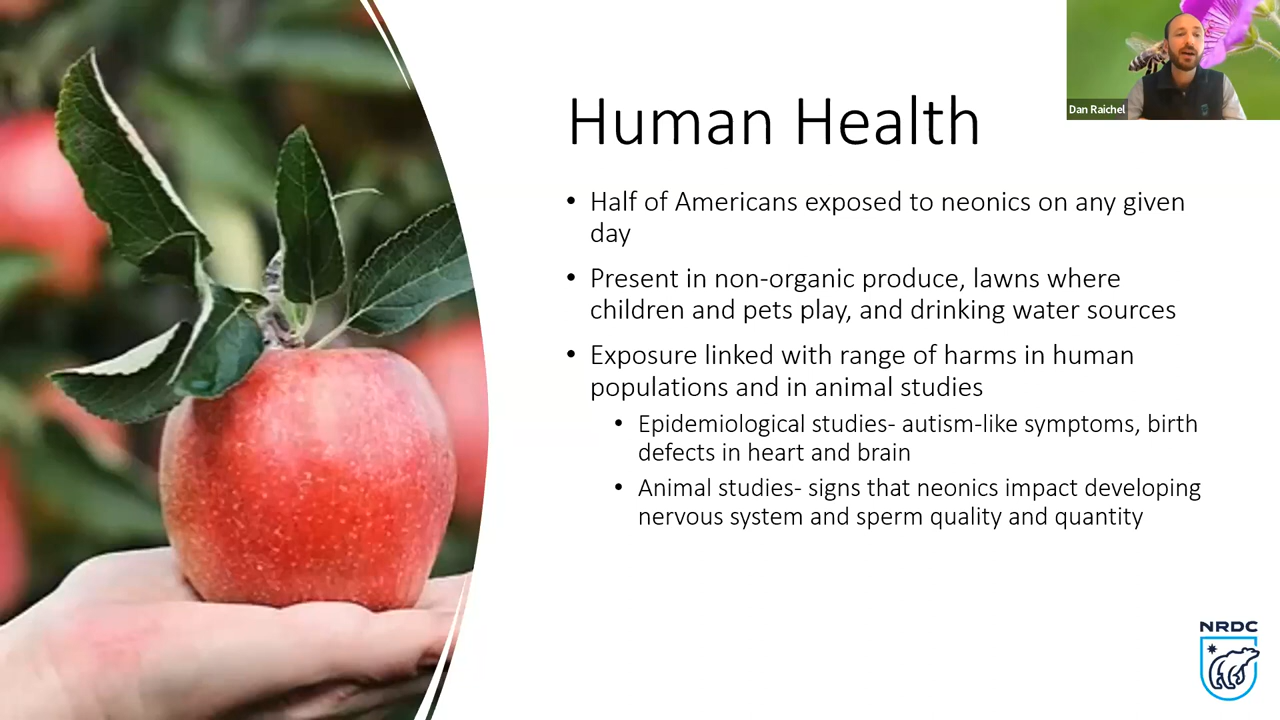 Dan Raichel
Human Health
• Half of Americans exposed to neonics on any given
day
• Present in non-organic produce, lawns where
children and pets play, and drinking water sources
• Exposure linked with range of harms in human
populations and in animal studies
• Epidemiological studies- autism-like symptoms, birth
defects in heart and brain
• Animal studies- signs that neonics impact developing
nervous system and sperm quality and quantity
NRDC